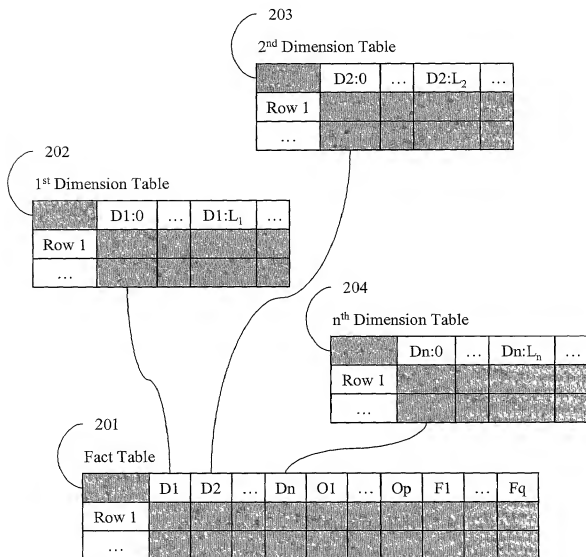 203
2nd Dimension Table
D2:0 … D2:L2 …
Row 1
…
202
1st Dimension Table
D1:0 … D1:L1 …
Row 1
…
204
nth Dimension Table
Dn:0 … Dn:Ln …
Row 1
…
201
Fact Table
D1 D2 … Dn O1 … Op F1 … Fq
Row 1
…